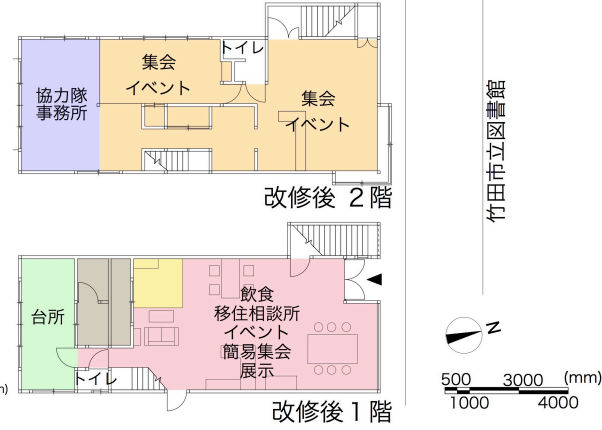 トイレ
集会
イベント
協力隊
事務所
集会
イベント
改修後 2階
竹田市立図書館
台所
飲食
移住相談所
イベント
簡易集会
展示
トイレ
改修後1階
N
500 3000 (mm)
1000 4000